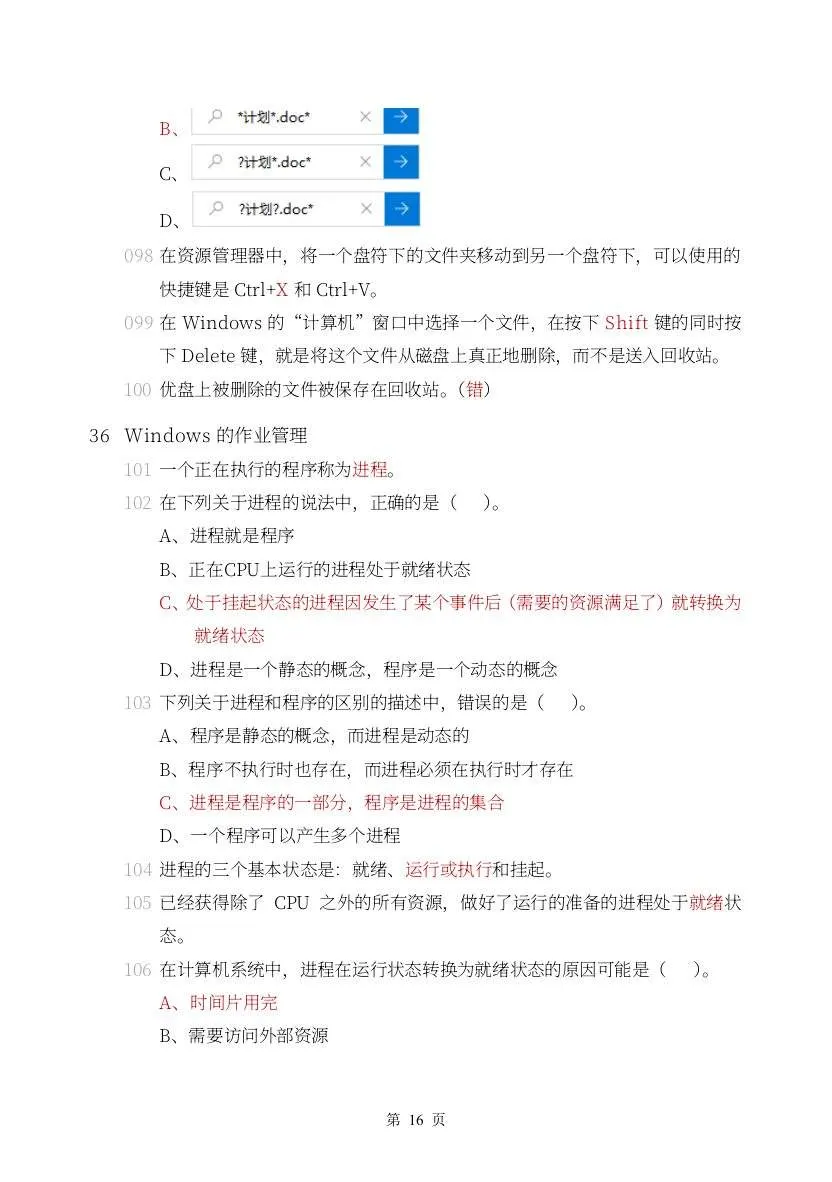 B、 *计划*.doc*
C、 ?计划*.doc*
D、 ?计划?.doc*
098 在资源管理器中，将一个盘符下的文件夹移动到另一个盘符下，可以使用的
快捷键是 Ctrl+X 和 Ctrl+V。
099 在 Windows 的“计算机”窗口中选择一个文件，在按下 Shift 键的同时按
下 Delete 键，就是将这个文件从磁盘上真正地删除，而不是送入回收站。
100 优盘上被删除的文件被保存在回收站。（错）
36 Windows 的作业管理
101 一个正在执行的程序称为进程。
102 在下列关于进程的说法中，正确的是（ ）。
A、进程就是程序
B、正在CPU上运行的进程处于就绪状态
C、处于挂起状态的进程因发生了某个事件后（需要的资源满足了）就转换为
就绪状态
D、进程是一个静态的概念，程序是一个动态的概念
103 下列关于进程和程序的区别的描述中，错误的是（ ）。
A、程序是静态的概念，而进程是动态的
B、程序不执行时也存在，而进程必须在执行时才存在
C、进程是程序的一部分，程序是进程的集合
D、一个程序可以产生多个进程
104 进程的三个基本状态是：就绪、运行或执行和挂起。
105 已经获得除了 CPU 之外的所有资源，做好了运行的准备的进程处于就绪状
态。
106 在计算机系统中，进程在运行状态转换为就绪状态的原因可能是（ ）。
A、时间片用完
B、需要访问外部资源
第 16 页